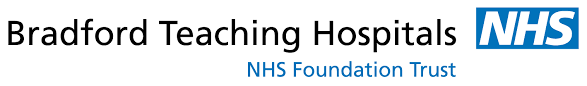 Bradford Teaching Hospitals NHS
NHS Foundation Trust